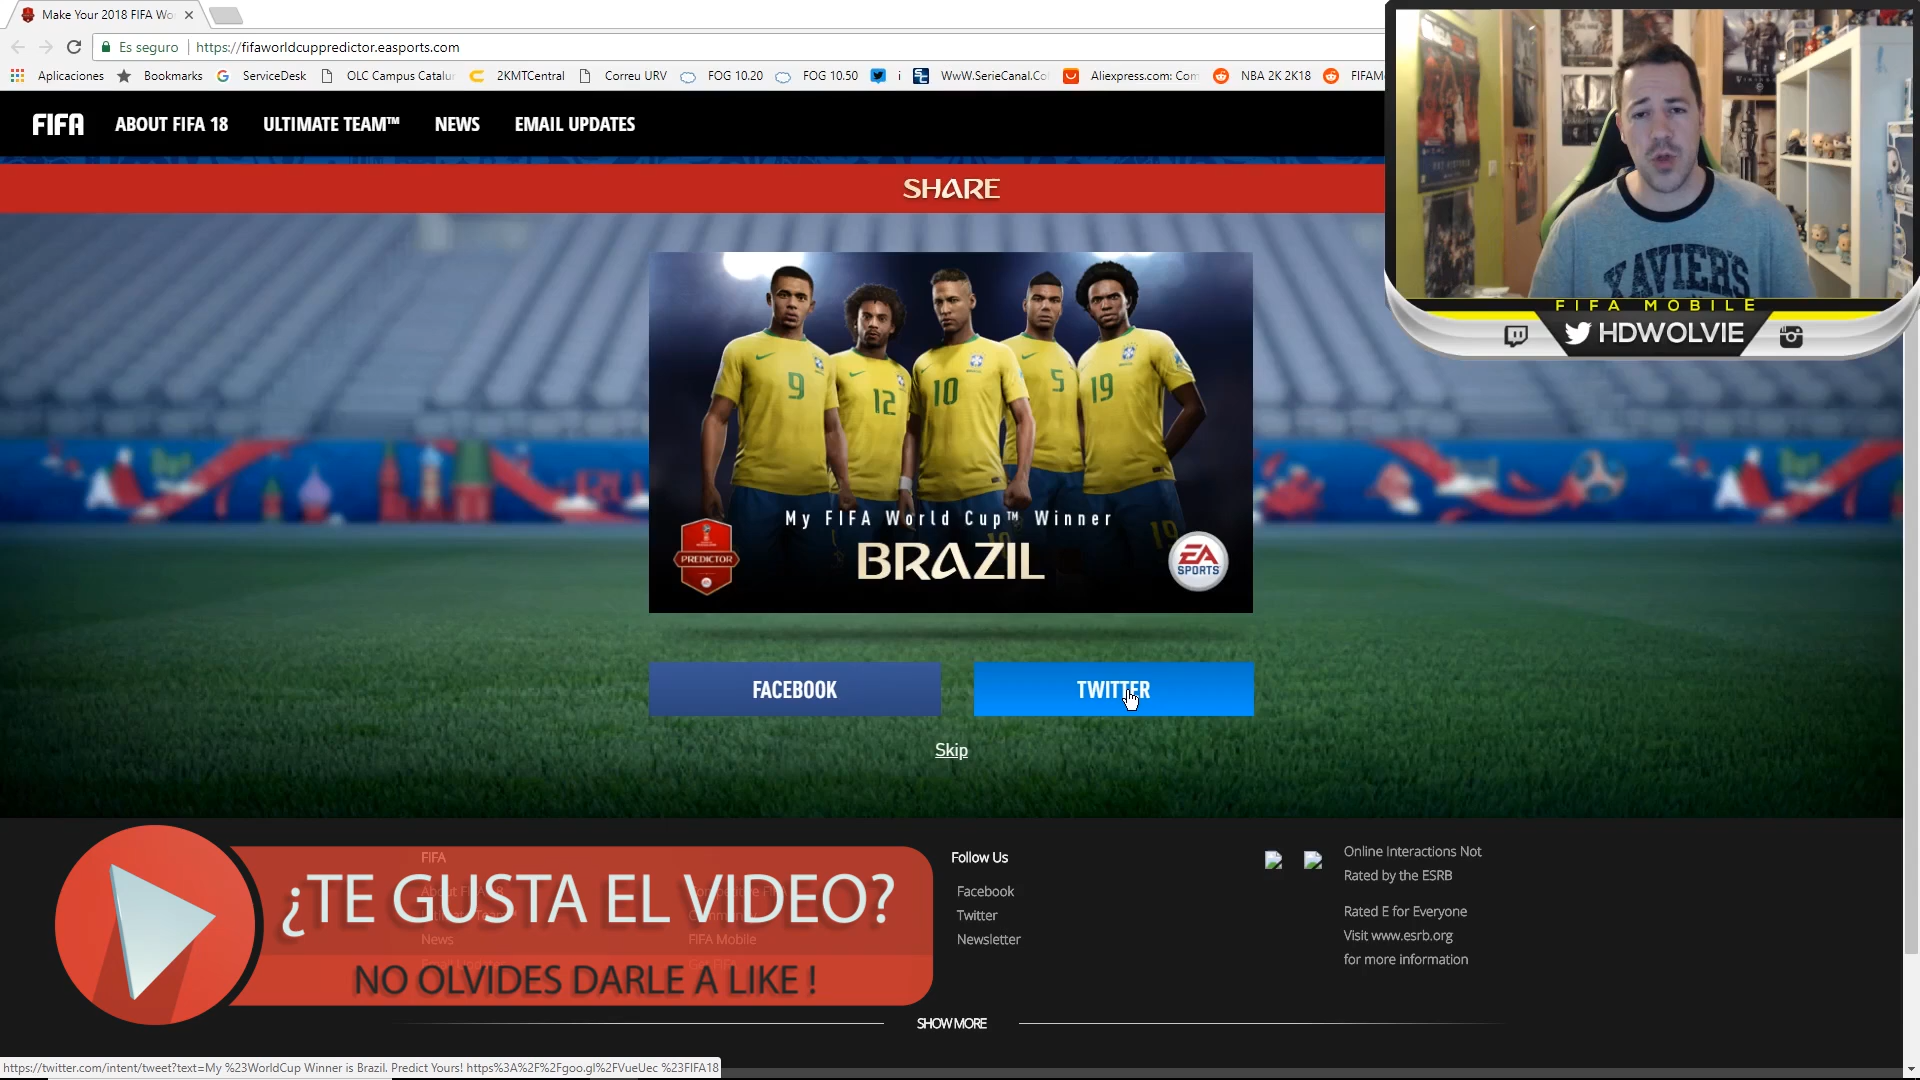 Make Your 2018 FIFA Wo
Es seguro
https://fifaworldcuppredictor.easports.com
Aplicaciones
Bookmarks
ServiceDesk
OLC Campus Catalu
2KMTCentral
Correu URV
FOG 10.20
FOG 10.50
i
WwW.SerieCanal.Co
Aliexpress.com: Com
NBA 2K 2K18
FIFAM
FIFA
ABOUT FIFA 18
ULTIMATE TEAM™
NEWS
EMAIL UPDATES
SHARE
XAVIER'S
FIFA MOBILE
HDWOLVIE
9
12
10
5
19
My FIFA World Cup™ Winner
BRAZIL
PREDICTOR
EA
SPORTS
FACEBOOK
TWITTER
Skip
FIFA
¿TE GUSTA EL VIDEO?
News
FIFA Mobile
NO OLVIDES DARLE A LIKE !
Follow Us
Facebook
Twitter
Newsletter
Online Interactions Not
Rated by the ESRB
Rated E for Everyone
Visit www.esrb.org
for more information
SHOW MORE
https://twitter.com/intent/tweet?text=My %23WorldCup Winner is Brazil. Predict Yours! https%3A%2F%2Fgoo.gl%2FVueUec %23FIFA18